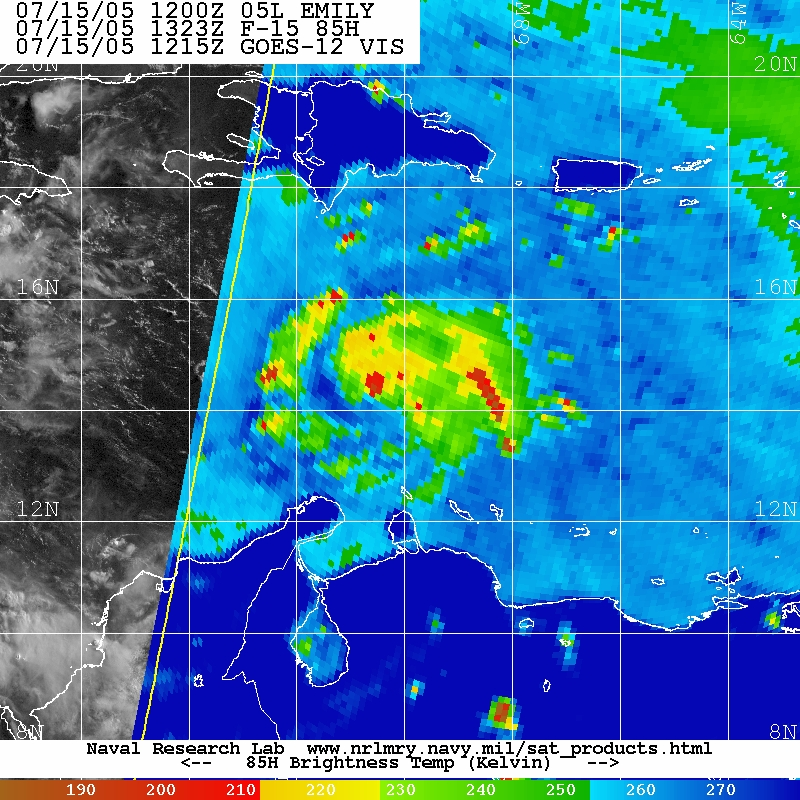 07/15/05 1200Z 05L EMILY
07/15/05 1323Z F-15 85H
07/15/05 1215Z GOES-12 VIS
68W
64W
20N
20N
16N
16N
12N
12N
8N
8N
Naval Research Lab www.nrlmry.navy.mil/sat_products.html
<-- 85H Brightness Temp (Kelvin) -->
190 200 210 220 230 240 250 260 270